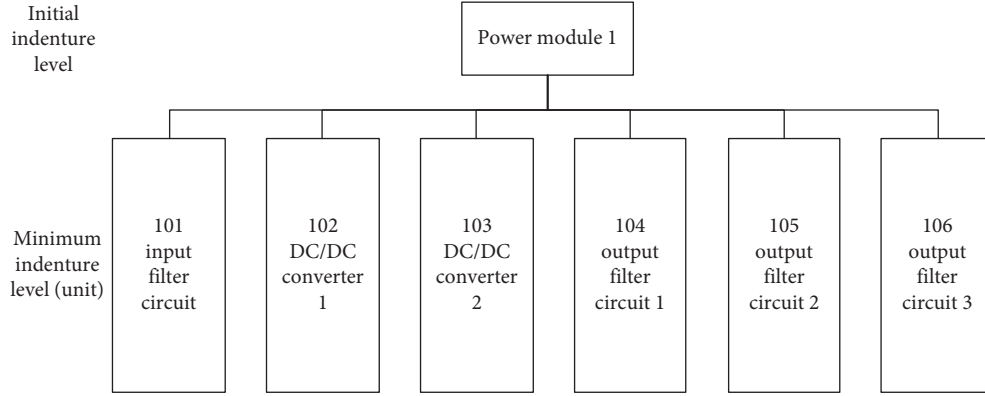 Initial
indenture
level
Power module 1
Minimum
indenture
level (unit)
101
input
filter
circuit
102
DC/DC
converter
1
103
DC/DC
converter
2
104
output
filter
circuit 1
105
output
filter
circuit 2
106
output
filter
circuit 3